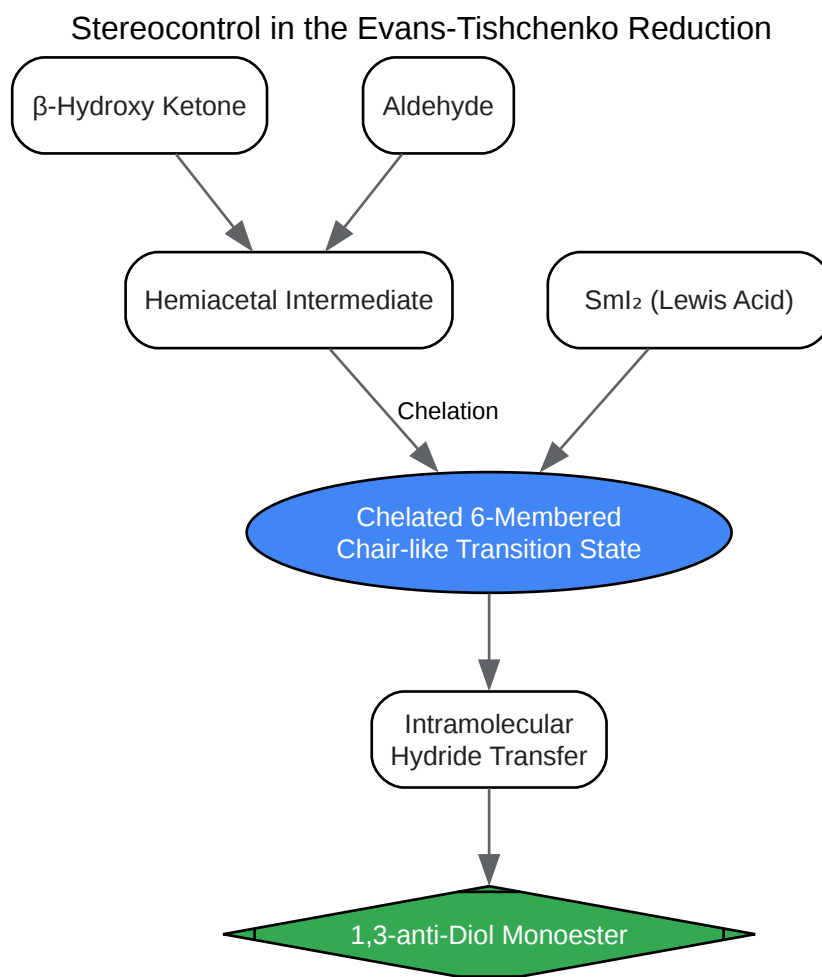 Stereocontrol in the Evans-Tishchenko Reduction
β-Hydroxy Ketone
Aldehyde
Hemiacetal Intermediate
SmI₂ (Lewis Acid)
Chelation
Chelated 6-Membered
Chair-like Transition State
Intramolecular
Hydride Transfer
1,3-anti-Diol Monoester